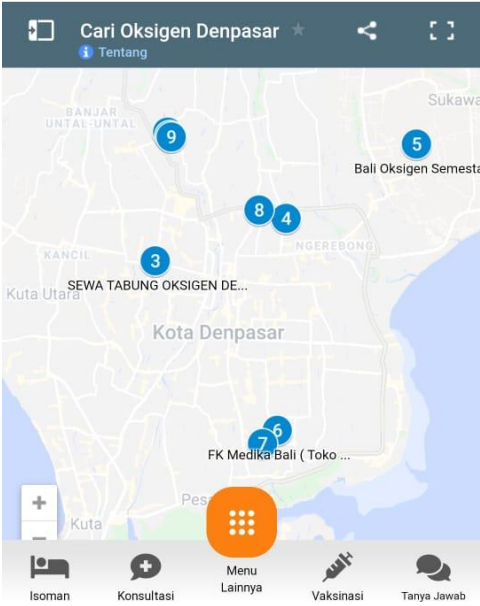 Cari Oksigen Denpasar
i Tentang
Sukawa
BANJAR
UNTAL-UNTAL
9
5
Bali Oksigen Semesta
8
4
NGEREBONG
KANCIL
3
Kuta Utara
SEWA TABUNG OKSIGEN DE...
Kota Denpasar
6
7
FK Medika Bali ( Toko ...
+
Pes
Kuta
Menu
Lainnya
Isoman
Konsultasi
Vaksinasi
Tanya Jawab